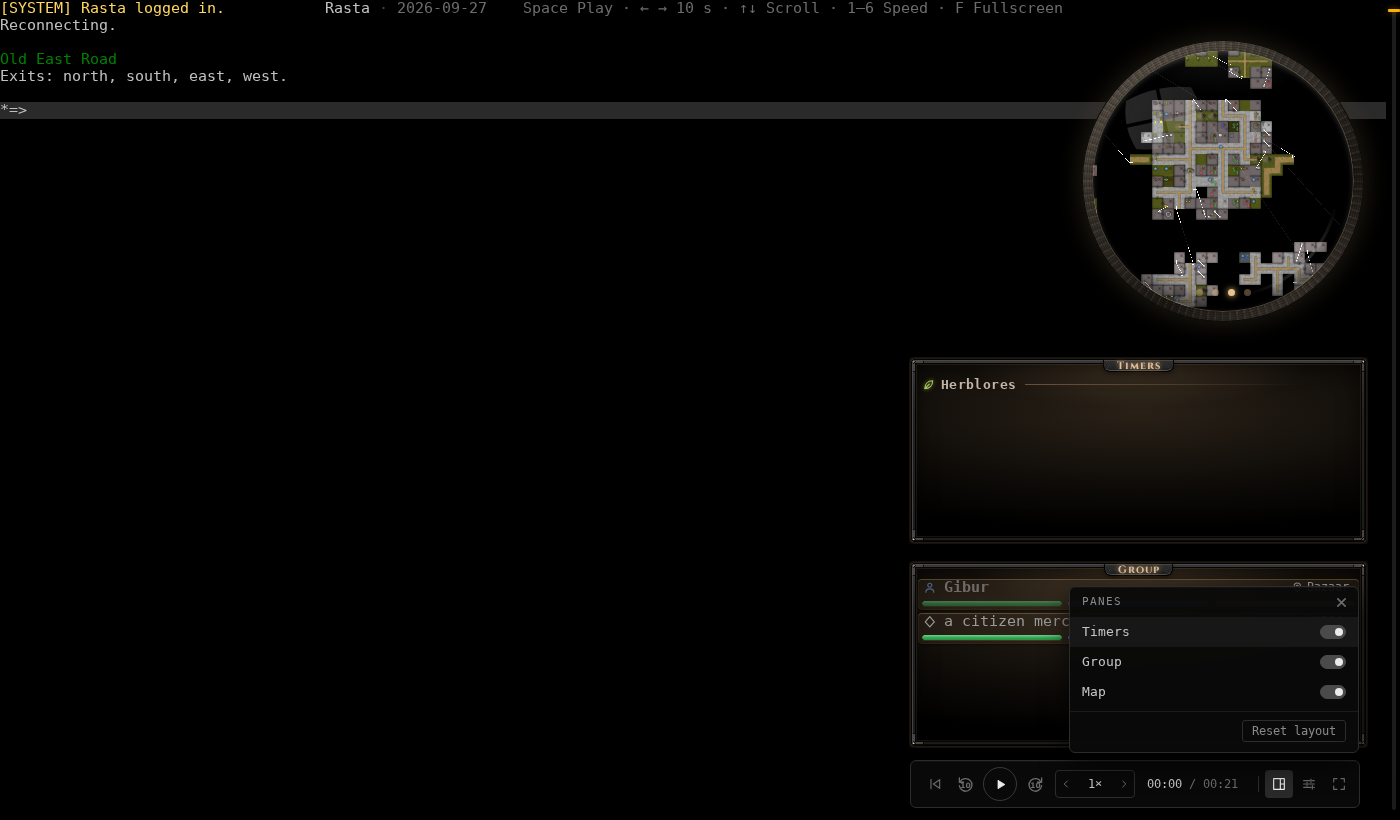 [SYSTEM] Rasta logged in.
Rasta · 2026-09-27 Space Play · ← → 10 s · ↑↓ Scroll · 1–6 Speed · F Fullscreen
Reconnecting.
Old East Road
Exits: north, south, east, west.
*=>
Timers
Herblores
Group
Gibur
a citizen merc
PANES
Timers
Group
Map
Reset layout
10
10
1×
00:00 / 00:21